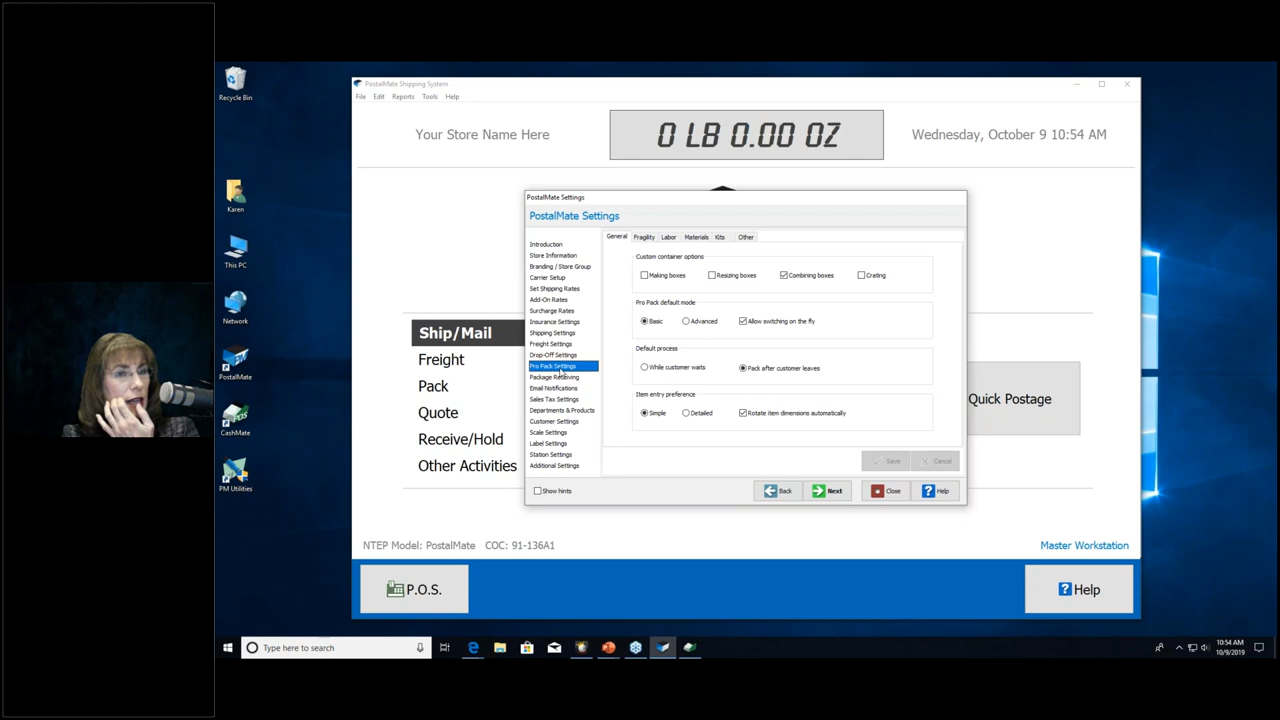 Recycle Bin
Karen
This PC
Network
PostalMate
CashMate
PM Utilities
PostalMate Shipping System
File Edit Reports Tools Help
Your Store Name Here
0 LB 0.00 OZ
Wednesday, October 9 10:54 AM
Ship/Mail
Freight
Pack
Quote
Receive/Hold
Other Activities
Quick Postage
PostalMate Settings
PostalMate Settings
Introduction
Store Information
Branding / Store Group
Carrier Setup
Set Shipping Rates
Add-On Rates
Surcharge Rates
Insurance Settings
Shipping Settings
Freight Settings
Drop-Off Settings
Pro Pack Settings
Package Receiving
Email Notifications
Sales Tax Settings
Departments & Products
Customer Settings
Scale Settings
Label Settings
Station Settings
Additional Settings
General Fragility Labor Materials Kits Other
Custom container options
Making boxes Resizing boxes Combining boxes Crating
Pro Pack default mode
Basic Advanced Allow switching on the fly
Default process
While customer waits Pack after customer leaves
Item entry preference
Simple Detailed Rotate item dimensions automatically
Save Cancel
Show hints
Back Next Close Help
NTEP Model: PostalMate COC: 91-136A1
Master Workstation
P.O.S.
Help
Type here to search
10:54 AM
10/9/2019